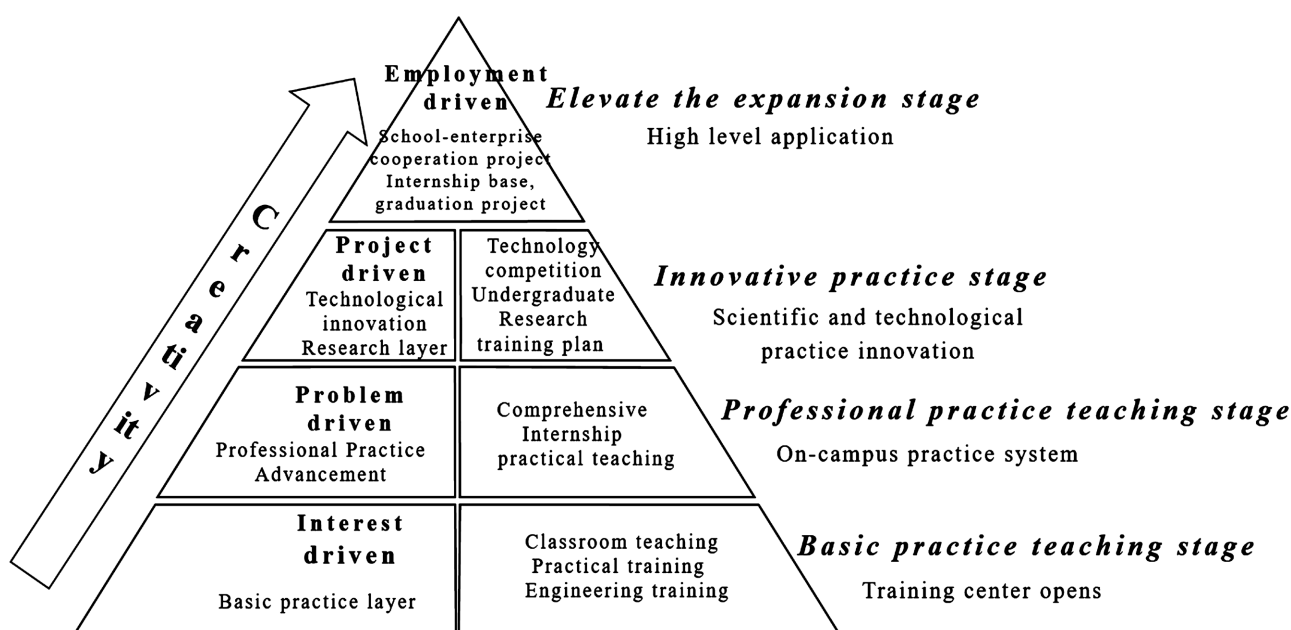 Employment
driven
School-enterprise
cooperation project
Internship base,
graduation project
Elevate the expansion stage
High level application
Project
driven
Technological
innovation
Research layer
Technology
competition
Undergraduate
Research
training plan
Innovative practice stage
Scientific and technological
practice innovation
Problem
driven
Professional Practice
Advancement
Comprehensive
Internship
practical teaching
Professional practice teaching stage
On-campus practice system
Interest
driven
Basic practice layer
Classroom teaching
Practical training
Engineering training
Basic practice teaching stage
Training center opens
Creativity